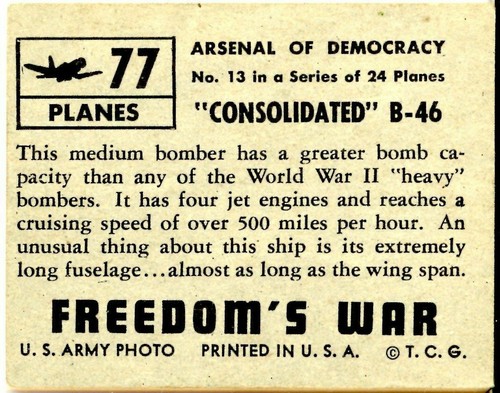 77
PLANES
ARSENAL OF DEMOCRACY
No. 13 in a Series of 24 Planes
"CONSOLIDATED" B-46
This medium bomber has a greater bomb ca-
pacity than any of the World War II "heavy"
bombers. It has four jet engines and reaches a
cruising speed of over 500 miles per hour. An
unusual thing about this ship is its extremely
long fuselage...almost as long as the wing span.
FREEDOM'S WAR
U. S. ARMY PHOTO PRINTED IN U. S. A. © T. C. G.